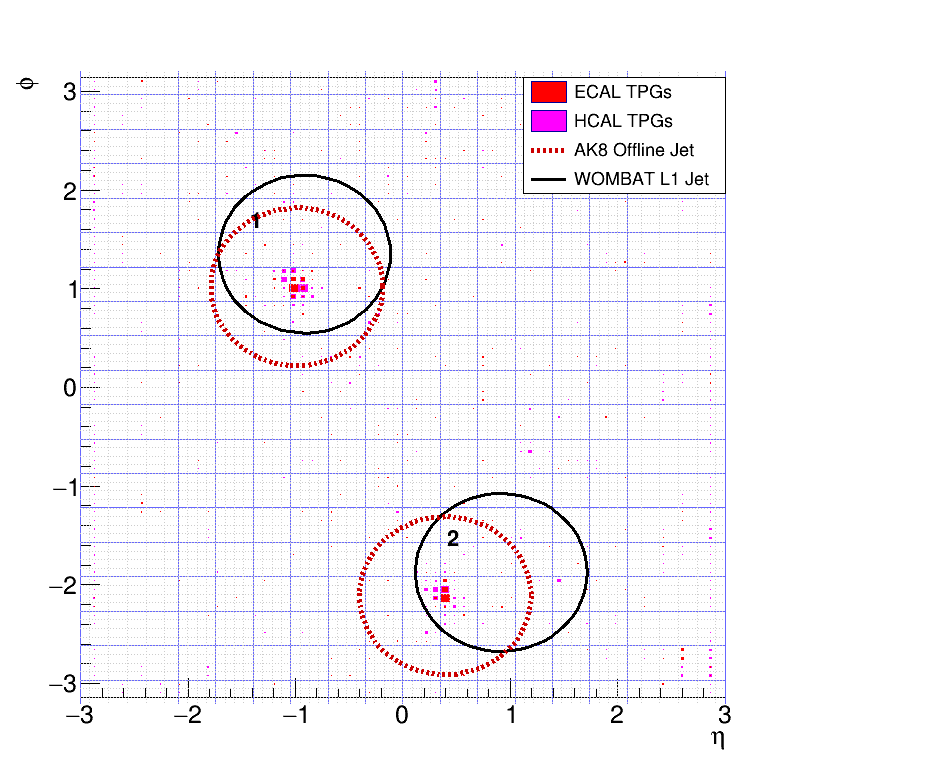 φ
3
ECAL TPGs
HCAL TPGs
AK8 Offline Jet
WOMBAT L1 Jet
2
1
1
0
−1
2
−2
−3
−3 −2 −1 0 1 2 3
η